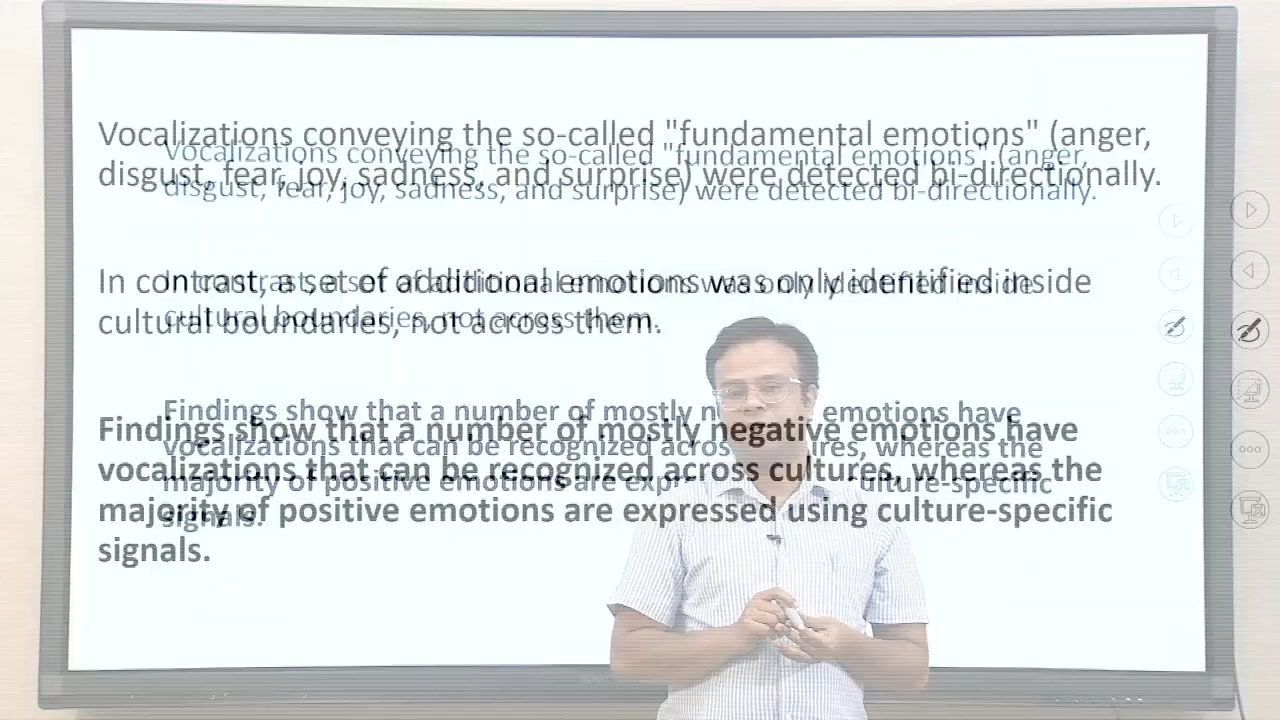 Vocalizations conveying the so-called "fundamental emotions" (anger,
disgust, fear, joy, sadness, and surprise) were detected bi-directionally.
In contrast, a set of additional emotions was only identified inside
cultural boundaries, not across them.
Findings show that a number of mostly negative emotions have
vocalizations that can be recognized across cultures, whereas the
majority of positive emotions are expressed using culture-specific
signals.